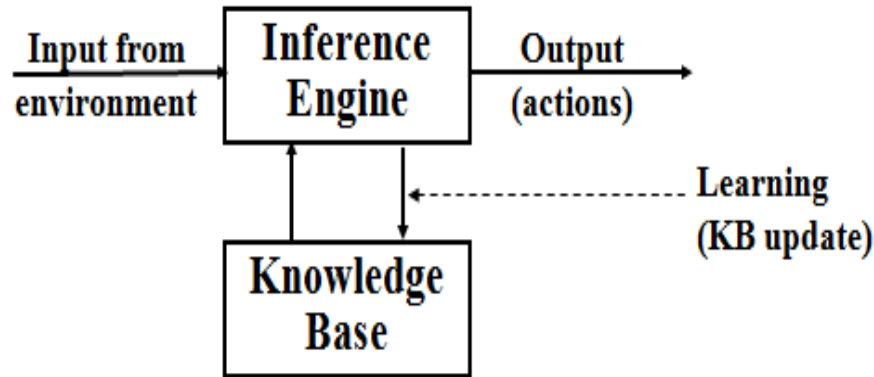 Input from
environment
Inference
Engine
Output
(actions)
Learning
(KB update)
Knowledge
Base